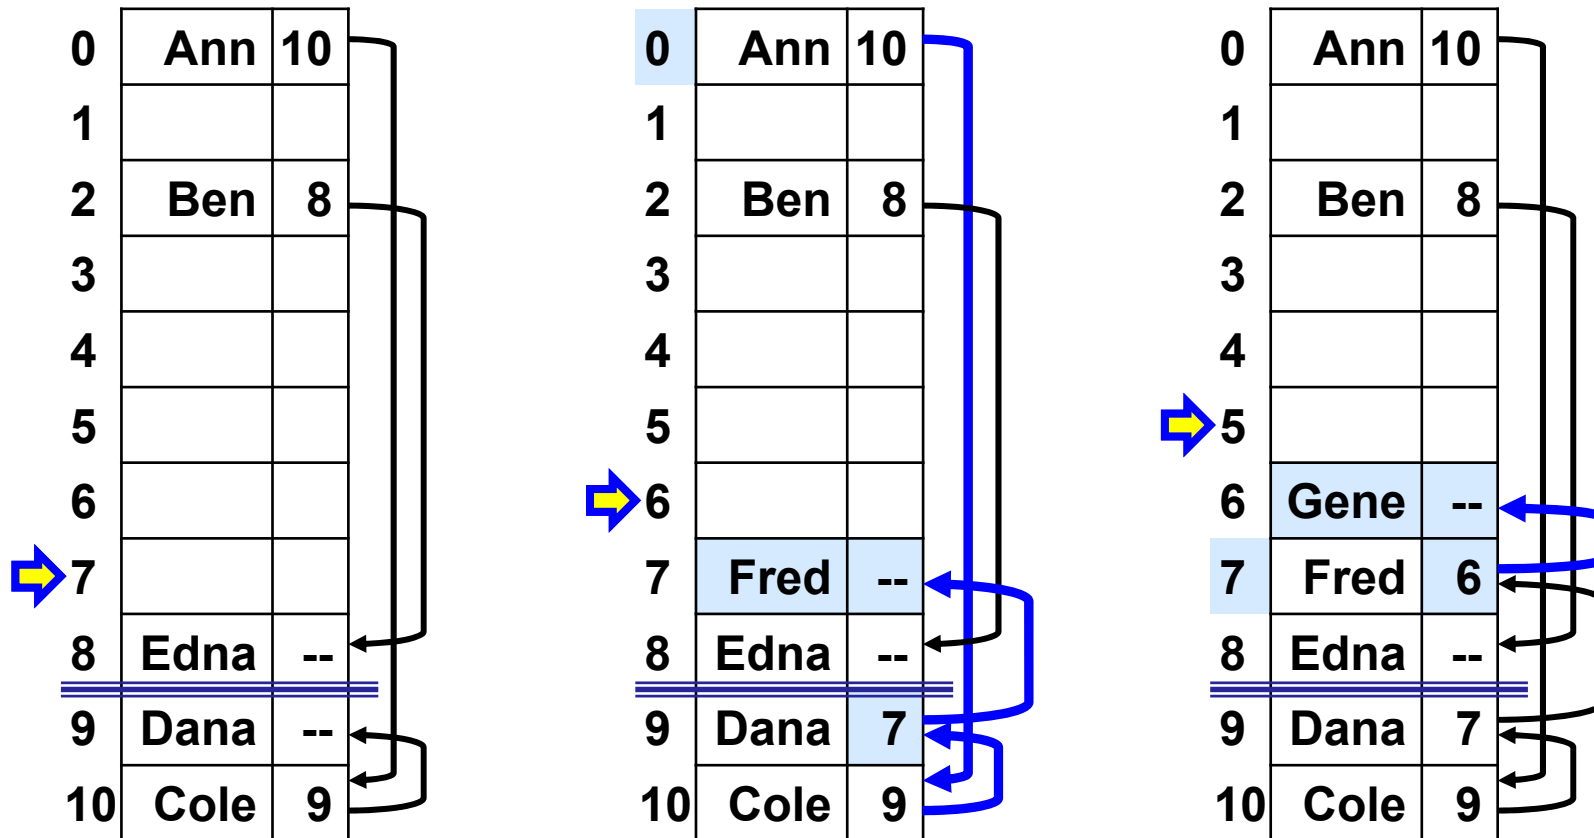 0 Ann 10
1
2 Ben 8
3
4
5
6
7
8 Edna --
9 Dana --
10 Cole 9
0 Ann 10
1
2 Ben 8
3
4
5
6
7 Fred --
8 Edna --
9 Dana 7
10 Cole 9
0 Ann 10
1
2 Ben 8
3
4
5
6 Gene --
7 Fred 6
8 Edna --
9 Dana 7
10 Cole 9